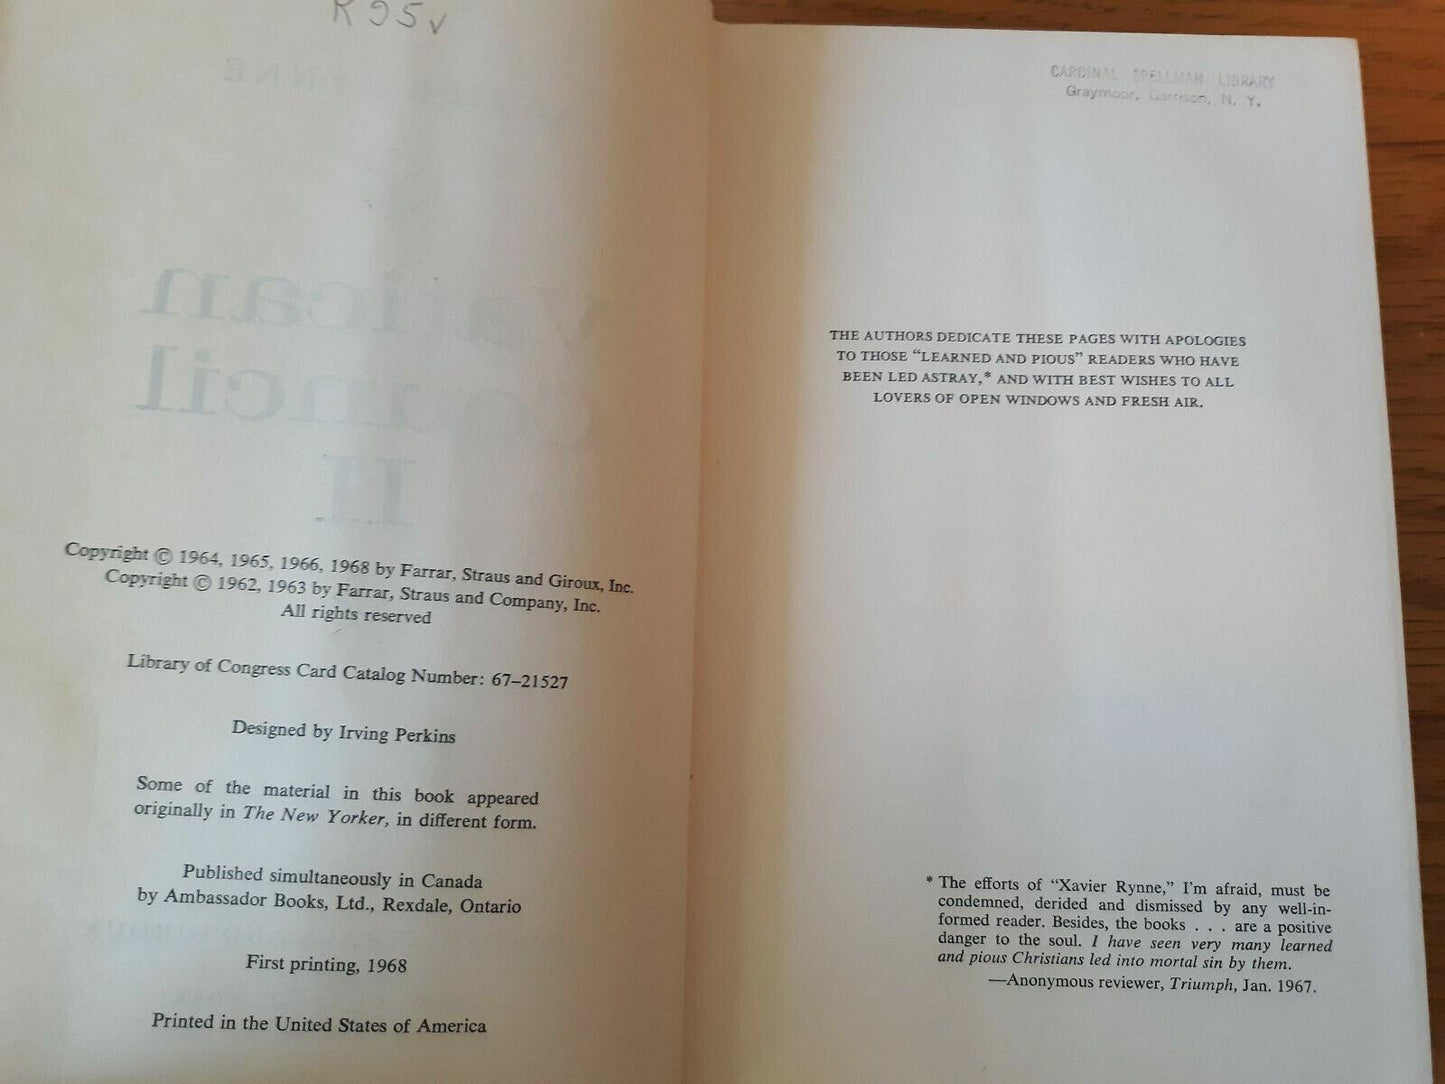 R95v
Copyright © 1964, 1965, 1966, 1968 by Farrar, Straus and Giroux, Inc.
Copyright © 1962, 1963 by Farrar, Straus and Company, Inc.
All rights reserved
Library of Congress Card Catalog Number: 67–21527
Designed by Irving Perkins
Some of the material in this book appeared
originally in The New Yorker, in different form.
Published simultaneously in Canada
by Ambassador Books, Ltd., Rexdale, Ontario
First printing, 1968
Printed in the United States of America
CARDINAL SPELLMAN LIBRARY
Graymoor, Garrison, N. Y.
THE AUTHORS DEDICATE THESE PAGES WITH APOLOGIES
TO THOSE “LEARNED AND PIOUS” READERS WHO HAVE
BEEN LED ASTRAY,* AND WITH BEST WISHES TO ALL
LOVERS OF OPEN WINDOWS AND FRESH AIR.
* The efforts of “Xavier Rynne,” I’m afraid, must be
condemned, derided and dismissed by any well-in-
formed reader. Besides, the books . . . are a positive
danger to the soul. I have seen very many learned
and pious Christians led into mortal sin by them.
—Anonymous reviewer, Triumph, Jan. 1967.